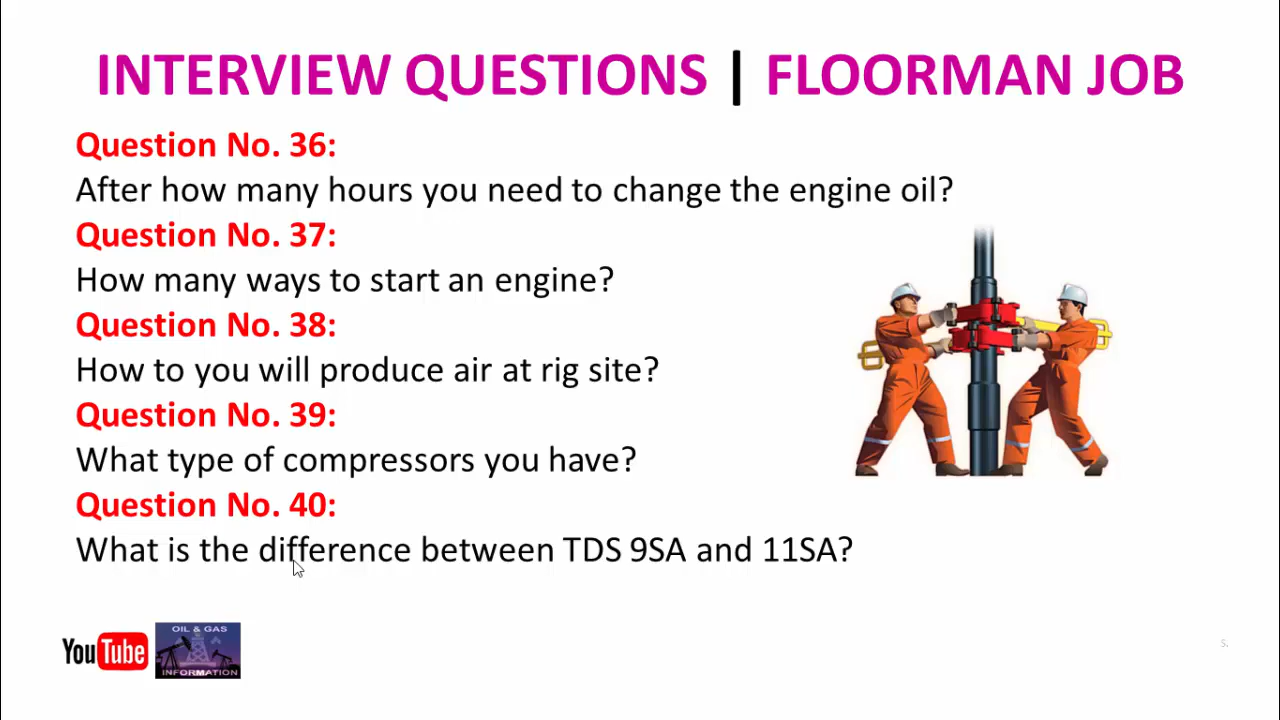 INTERVIEW QUESTIONS | FLOORMAN JOB
Question No. 36:
After how many hours you need to change the engine oil?
Question No. 37:
How many ways to start an engine?
Question No. 38:
How to you will produce air at rig site?
Question No. 39:
What type of compressors you have?
Question No. 40:
What is the difference between TDS 9SA and 11SA?
YouTube
OIL & GAS
INFORMATION
5.